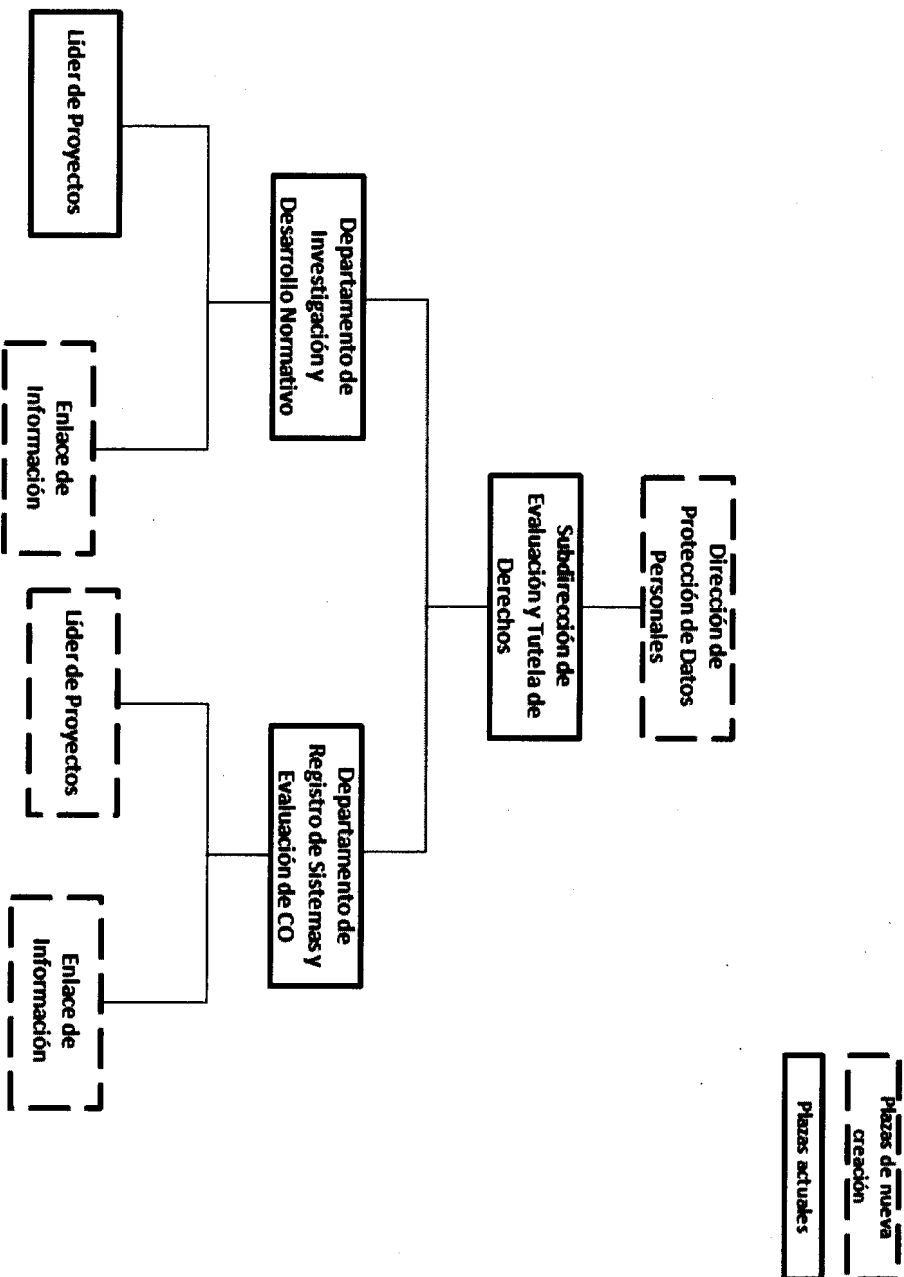 Plazas de nueva
creación
Plazas actuales
Dirección de
Protección de Datos
Personales
Subdirección de
Evaluación y Tutela de
Derechos
Departamento de
Investigación y
Desarrollo Normativo
Departamento de
Registro de Sistemas y
Evaluación de CO
Líder de Proyectos
Enlace de
Información
Líder de Proyectos
Enlace de
Información